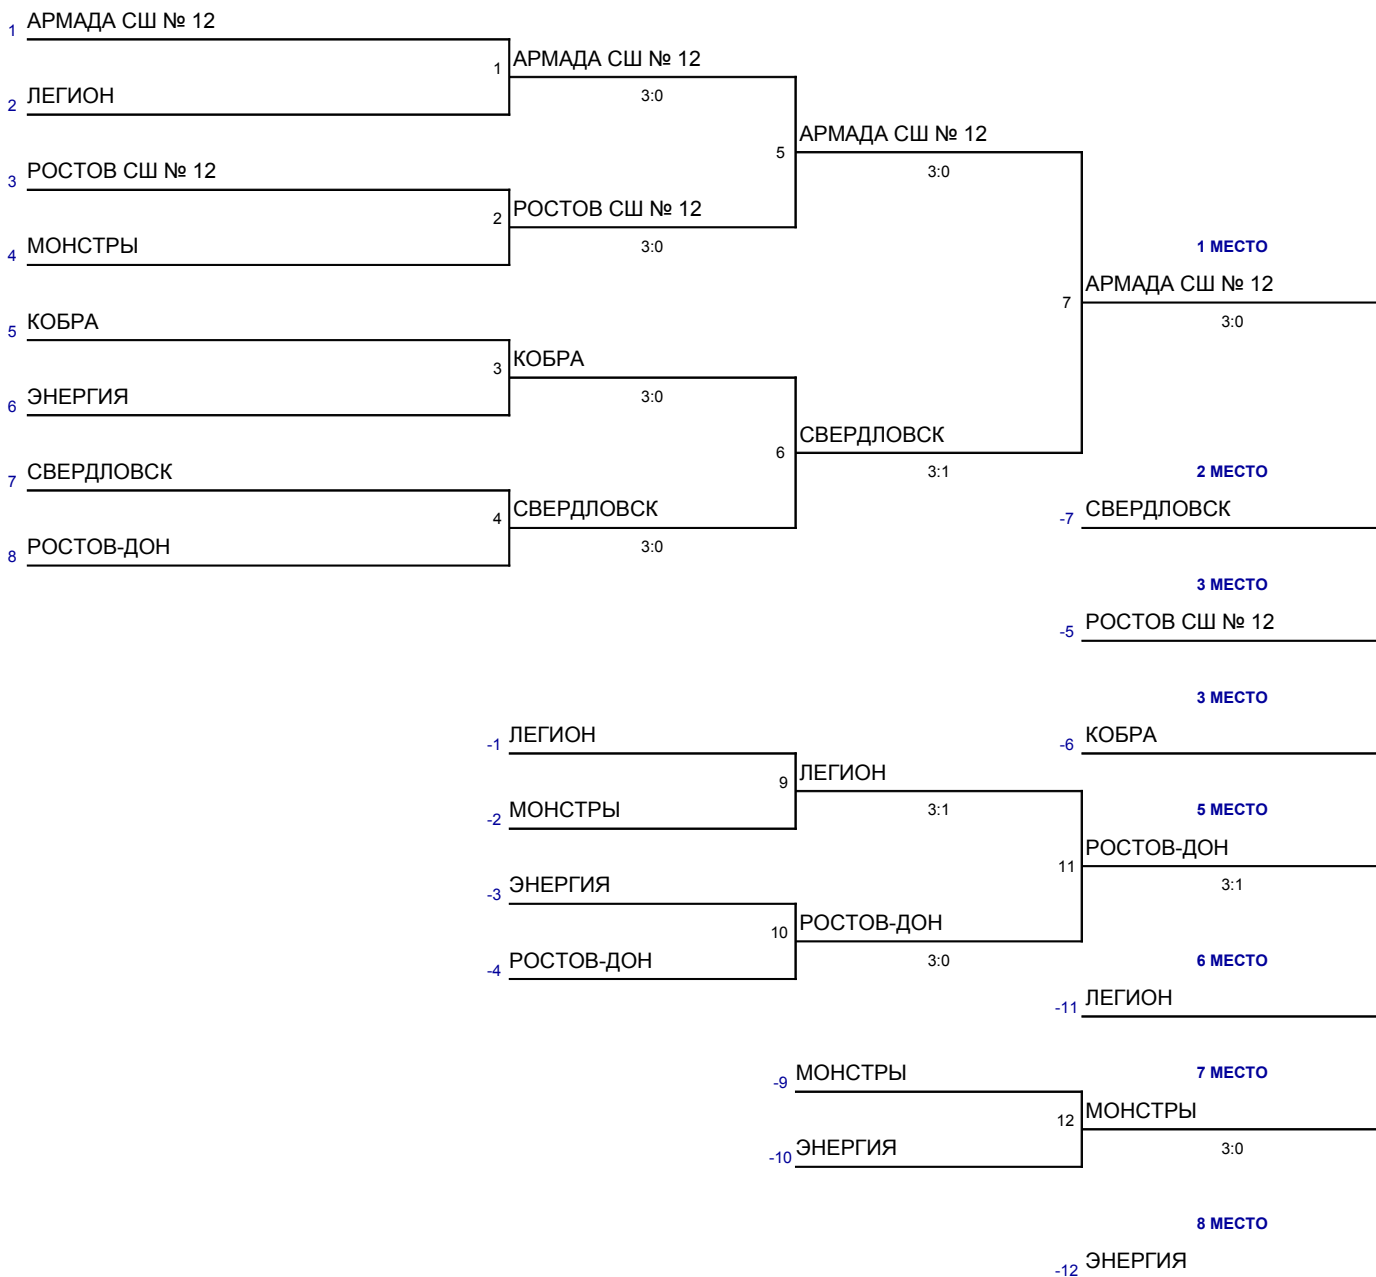 1 АРМАДА СШ № 12
1 АРМАДА СШ № 12
3:0
2 ЛЕГИОН
5 АРМАДА СШ № 12
3:0
3 РОСТОВ СШ № 12
2 РОСТОВ СШ № 12
3:0
4 МОНСТРЫ
1 МЕСТО
7 АРМАДА СШ № 12
3:0
5 КОБРА
3 КОБРА
3:0
6 ЭНЕРГИЯ
6 СВЕРДЛОВСК
3:1
7 СВЕРДЛОВСК
4 СВЕРДЛОВСК
3:0
8 РОСТОВ-ДОН
2 МЕСТО
-7 СВЕРДЛОВСК
3 МЕСТО
-5 РОСТОВ СШ № 12
3 МЕСТО
-6 КОБРА
-1 ЛЕГИОН
9 ЛЕГИОН
3:1
-2 МОНСТРЫ
5 МЕСТО
11 РОСТОВ-ДОН
3:1
-3 ЭНЕРГИЯ
10 РОСТОВ-ДОН
3:0
-4 РОСТОВ-ДОН
6 МЕСТО
-11 ЛЕГИОН
-9 МОНСТРЫ
7 МЕСТО
12 МОНСТРЫ
3:0
-10 ЭНЕРГИЯ
8 МЕСТО
-12 ЭНЕРГИЯ